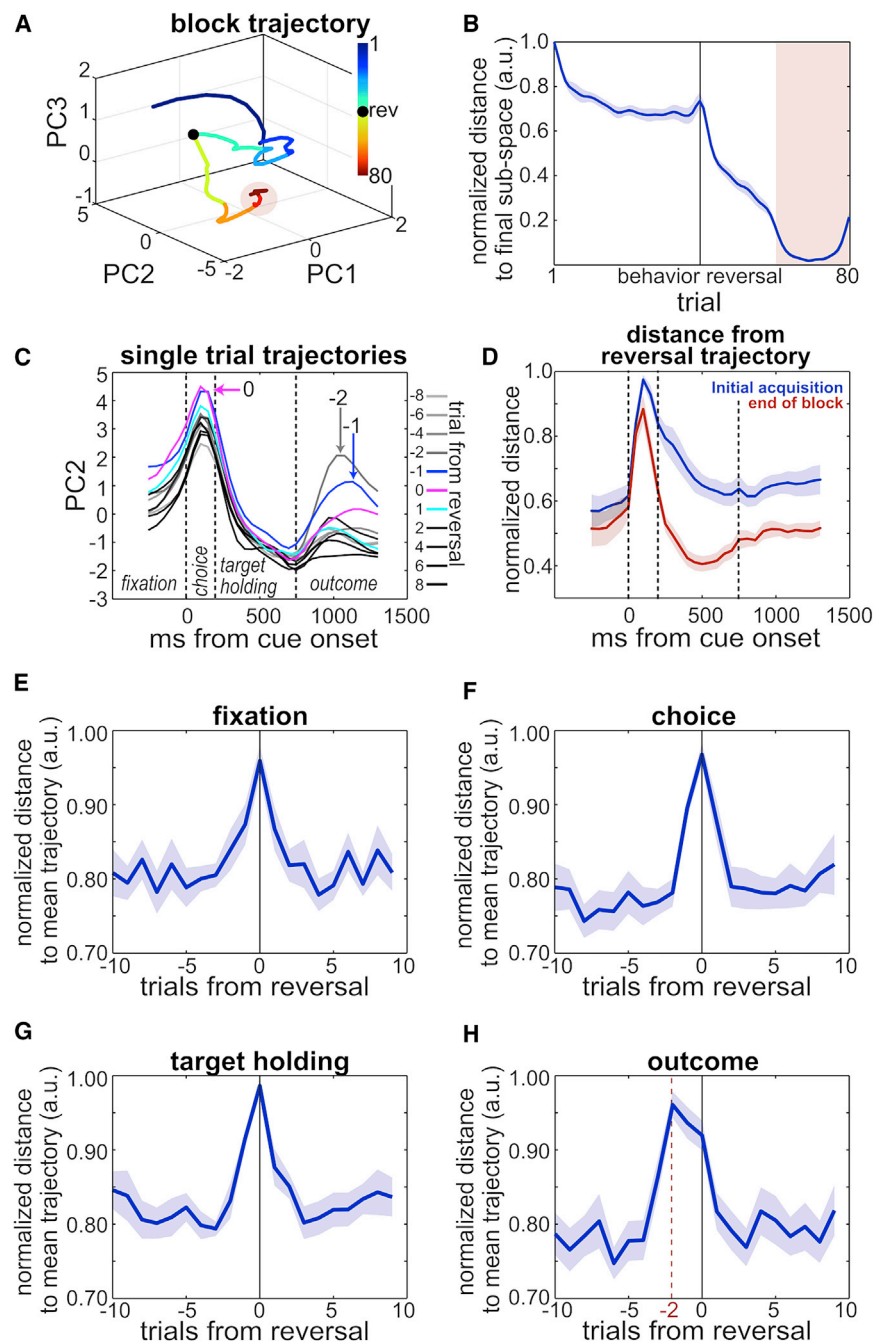 A
block trajectory
1
rev
80
2
1
0
-1
PC3
5
0
-5
PC2
-2
0
2
PC1
B
1.0
0.8
0.6
0.4
0.2
normalized distance
to final sub-space (a.u.)
1
behavior reversal
80
trial
C
single trial trajectories
5
4
3
2
1
0
-1
-2
-3
PC2
0
-2
-1
fixation
choice
target
holding
outcome
0
500
1000
1500
ms from cue onset
-8
-6
-4
-2
-1
0
1
2
4
6
8
trial from reversal
D
distance from
reversal trajectory
Initial acquisition
end of block
1.0
0.8
0.6
0.4
normalized distance
0
500
1000
1500
ms from cue onset
E
fixation
1.00
0.90
0.80
0.70
normalized distance
to mean trajectory (a.u.)
-10
-5
0
5
10
trials from reversal
F
choice
1.00
0.90
0.80
0.70
normalized distance
to mean trajectory (a.u.)
-10
-5
0
5
10
trials from reversal
G
target holding
1.00
0.90
0.80
0.70
normalized distance
to mean trajectory (a.u.)
-10
-5
0
5
10
trials from reversal
H
outcome
1.00
0.90
0.80
0.70
normalized distance
to mean trajectory (a.u.)
-10
-5
-2
0
5
10
trials from reversal